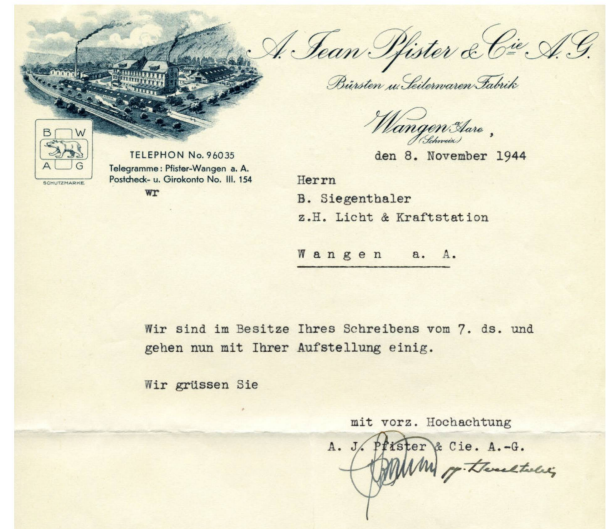 A. Jean Pfister & Cie A.G.
Bürsten u. Seilerwaren-Fabrik
Wangen a/Aare,
(Schweiz)
B W
A G
SCHUTZMARKE
TELEPHON No. 96035
Telegramme: Pfister-Wangen a. A.
Postcheck- u. Girokonto No. III. 154
wr
den 8. November 1944
Herrn
B. Siegenthaler
z.H. Licht & Kraftstation
Wangen a. A.
Wir sind im Besitze Ihres Schreibens vom 7. ds. und
gehen nun mit Ihrer Aufstellung einig.
Wir grüssen Sie
mit vorz. Hochachtung
A. J. Pfister & Cie. A.-G.